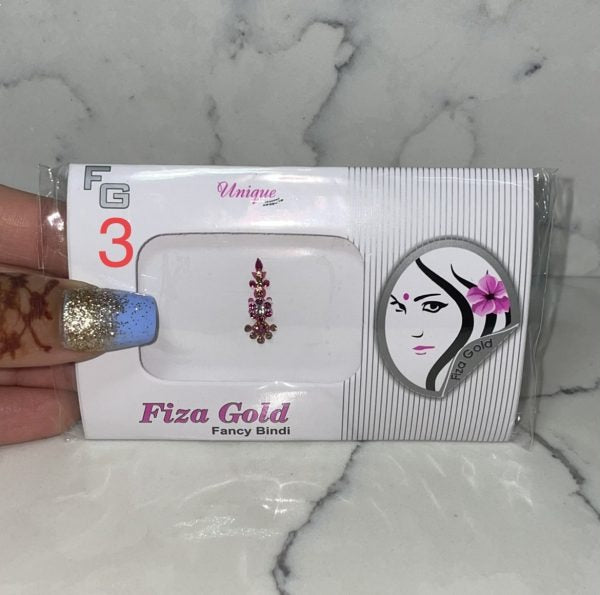 FG
Unique
3
Fiza Gold
Fancy Bindi
Fiza Gold